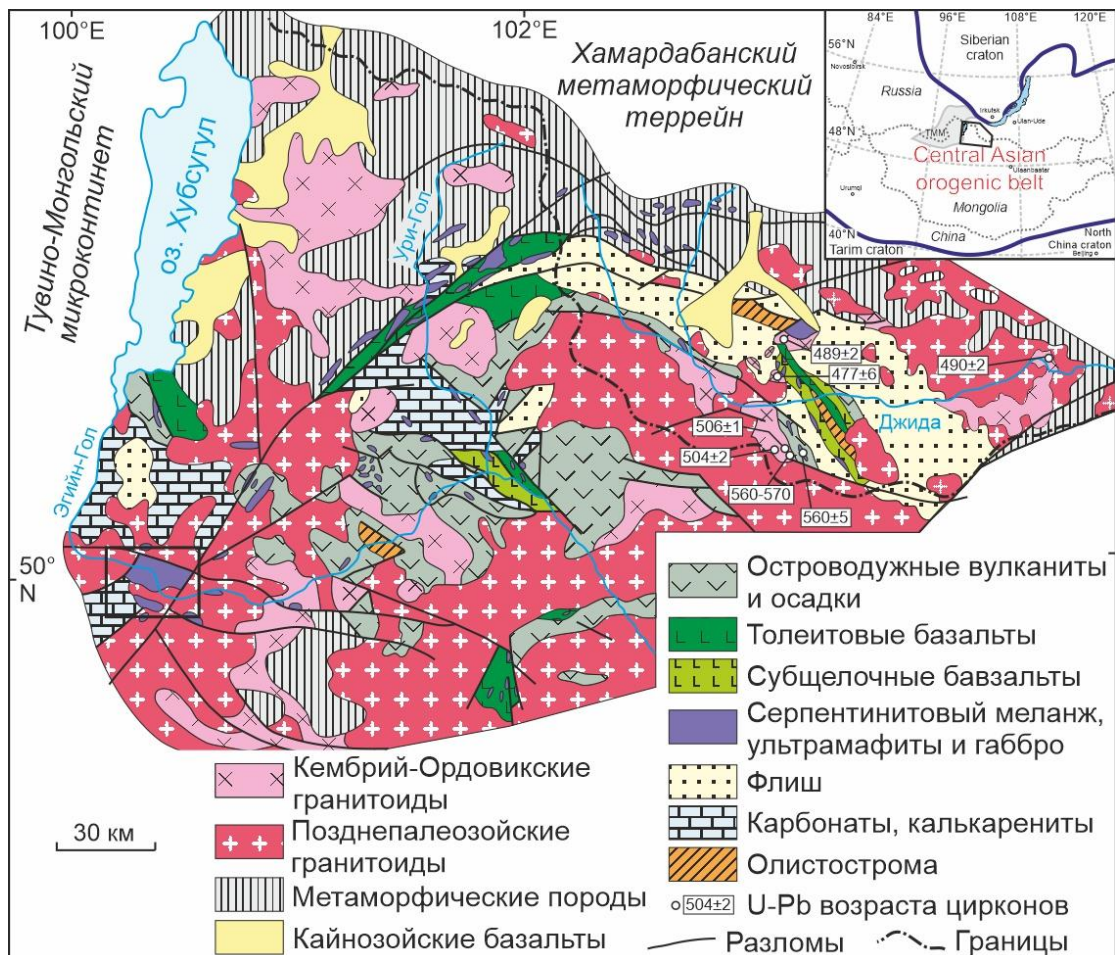 100°E
102°E
Тувино-Монгольский
микроконтинет
оз. Хубсугул
Хамардабанский
метаморфический
террейн
Ури-Гол
Эгийн-Гол
Джида
50°
N
489±2
477±6
490±2
506±1
504±2
560-570
560±5
84°E
96°E
108°E
120°E
56°N
48°N
40°N
Siberian
craton
Novosibirsk
Russia
Irkutsk
Ulan-Ude
TMM
Central Asian
orogenic belt
Ulaanbaatar
Urumqi
Mongolia
China
Tarim craton
North
China craton
Beijing
Островодужные вулканиты
и осадки
Толеитовые базальты
Субщелочные бавзальты
Серпентинитовый меланж,
ультрамафиты и габбро
Флиш
Карбонаты, калькарениты
Олистострома
504±2
U-Pb возраста цирконов
Разломы
Границы
30 км
Кембрий-Ордовикские
гранитоиды
Позднепалеозойские
гранитоиды
Метаморфические породы
Кайнозойские базальты